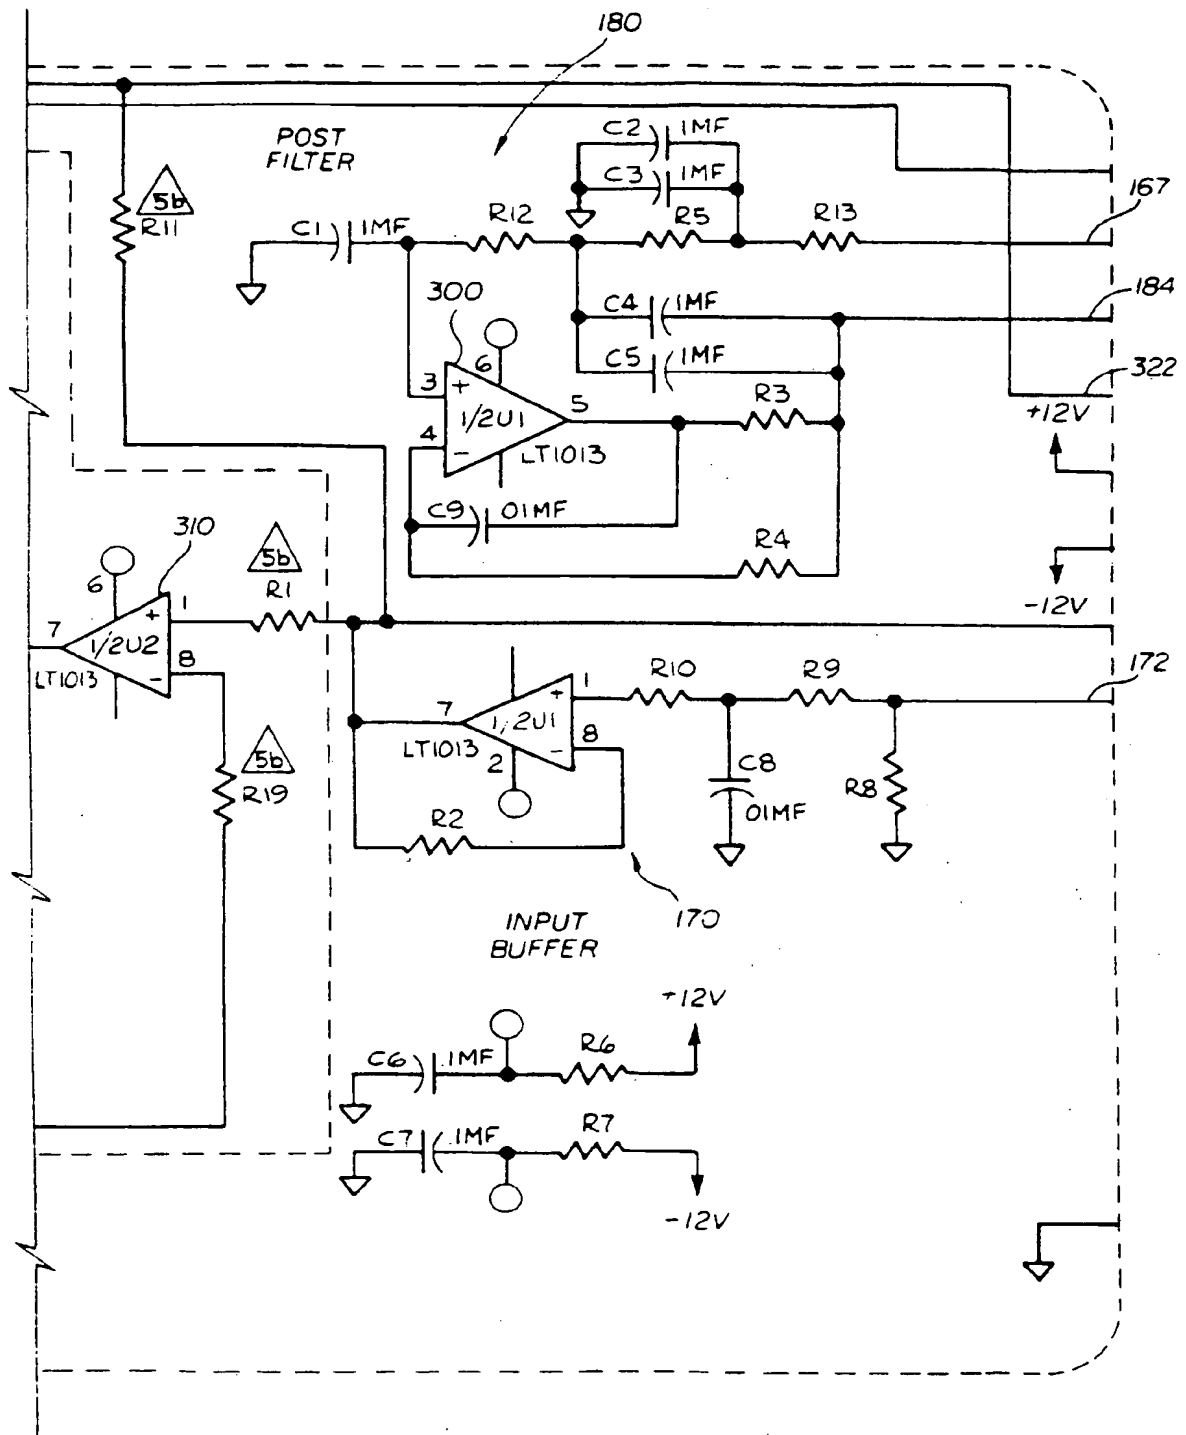 180
POST
FILTER
C2 1MF
C3 1MF
5b
R11
C1 1MF
R12
R5
R13
167
300
C4 1MF
184
6
C5 1MF
322
3 +
1/2U1
5
R3
+12V
4 -
LT1013
C9 01MF
R4
-12V
310
5b
6
R1
1
+
7
1/2U2
8
LT1013
-
R10
R9
172
1
+
7
1/2U1
8
LT1013
-
2
C8
01MF
R8
5b
R19
R2
170
INPUT
BUFFER
+12V
C6 .1MF
R6
C7 .1MF
R7
-12V